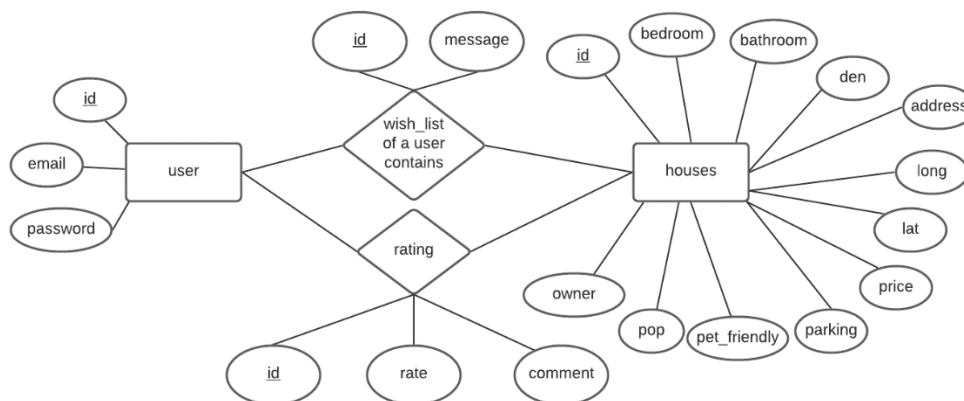 id
message
id
bedroom
bathroom
den
address
long
lat
price
parking
pet_friendly
pop
owner
houses
wish_list
of a user
contains
id
email
password
user
rating
id
rate
comment